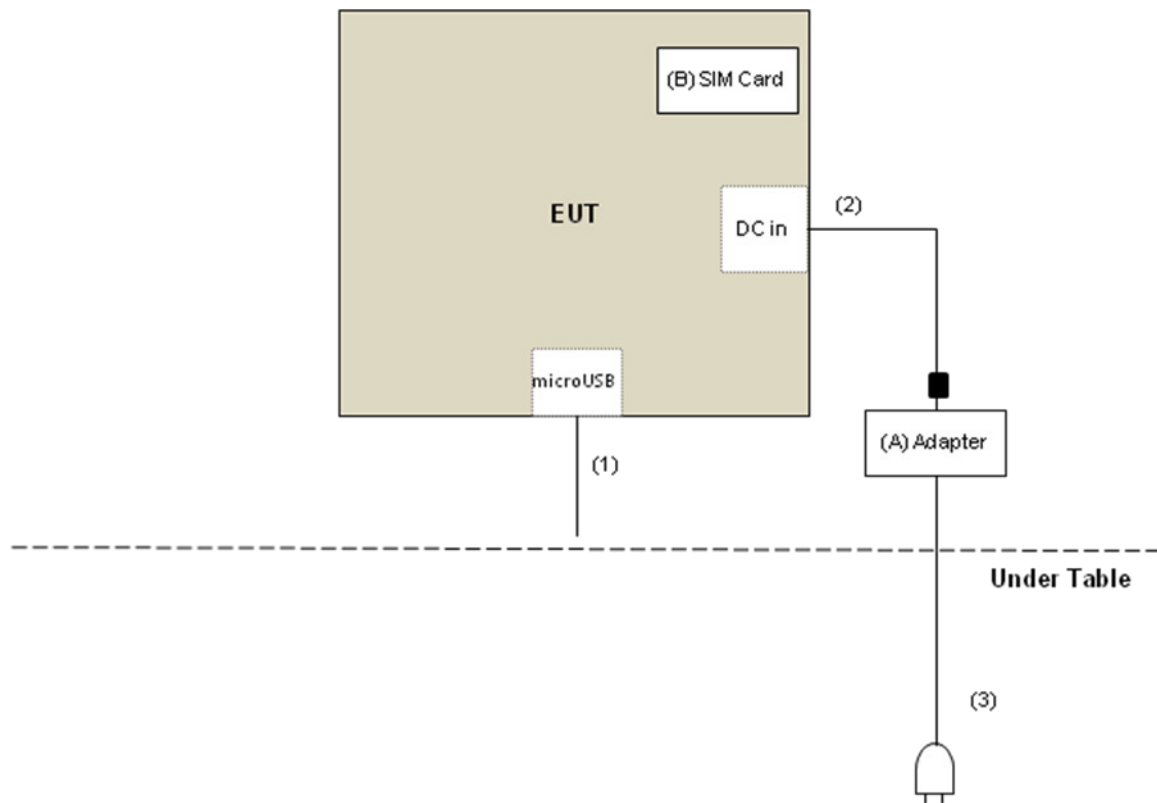 (B) SIM Card
EUT
DC in
(2)
microUSB
(A) Adapter
(1)
Under Table
(3)